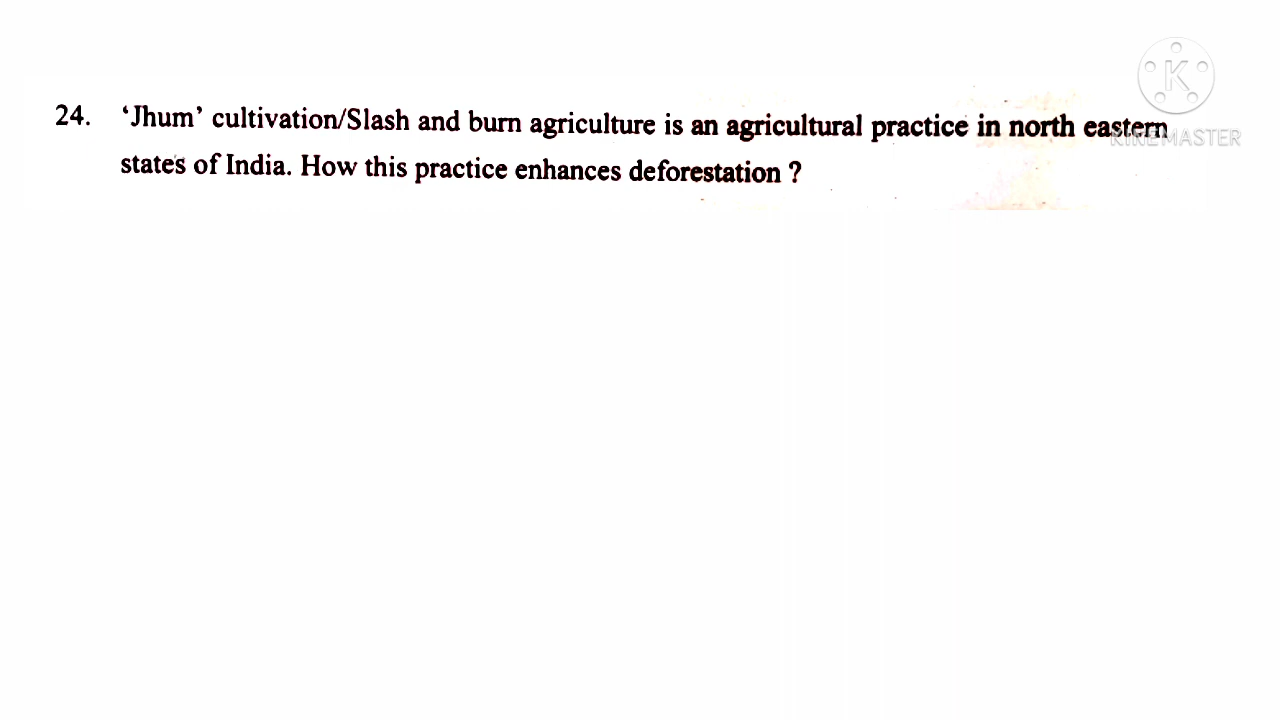 K
KINEMASTER
24. ‘Jhum’ cultivation/Slash and burn agriculture is an agricultural practice in north eastern
states of India. How this practice enhances deforestation ?